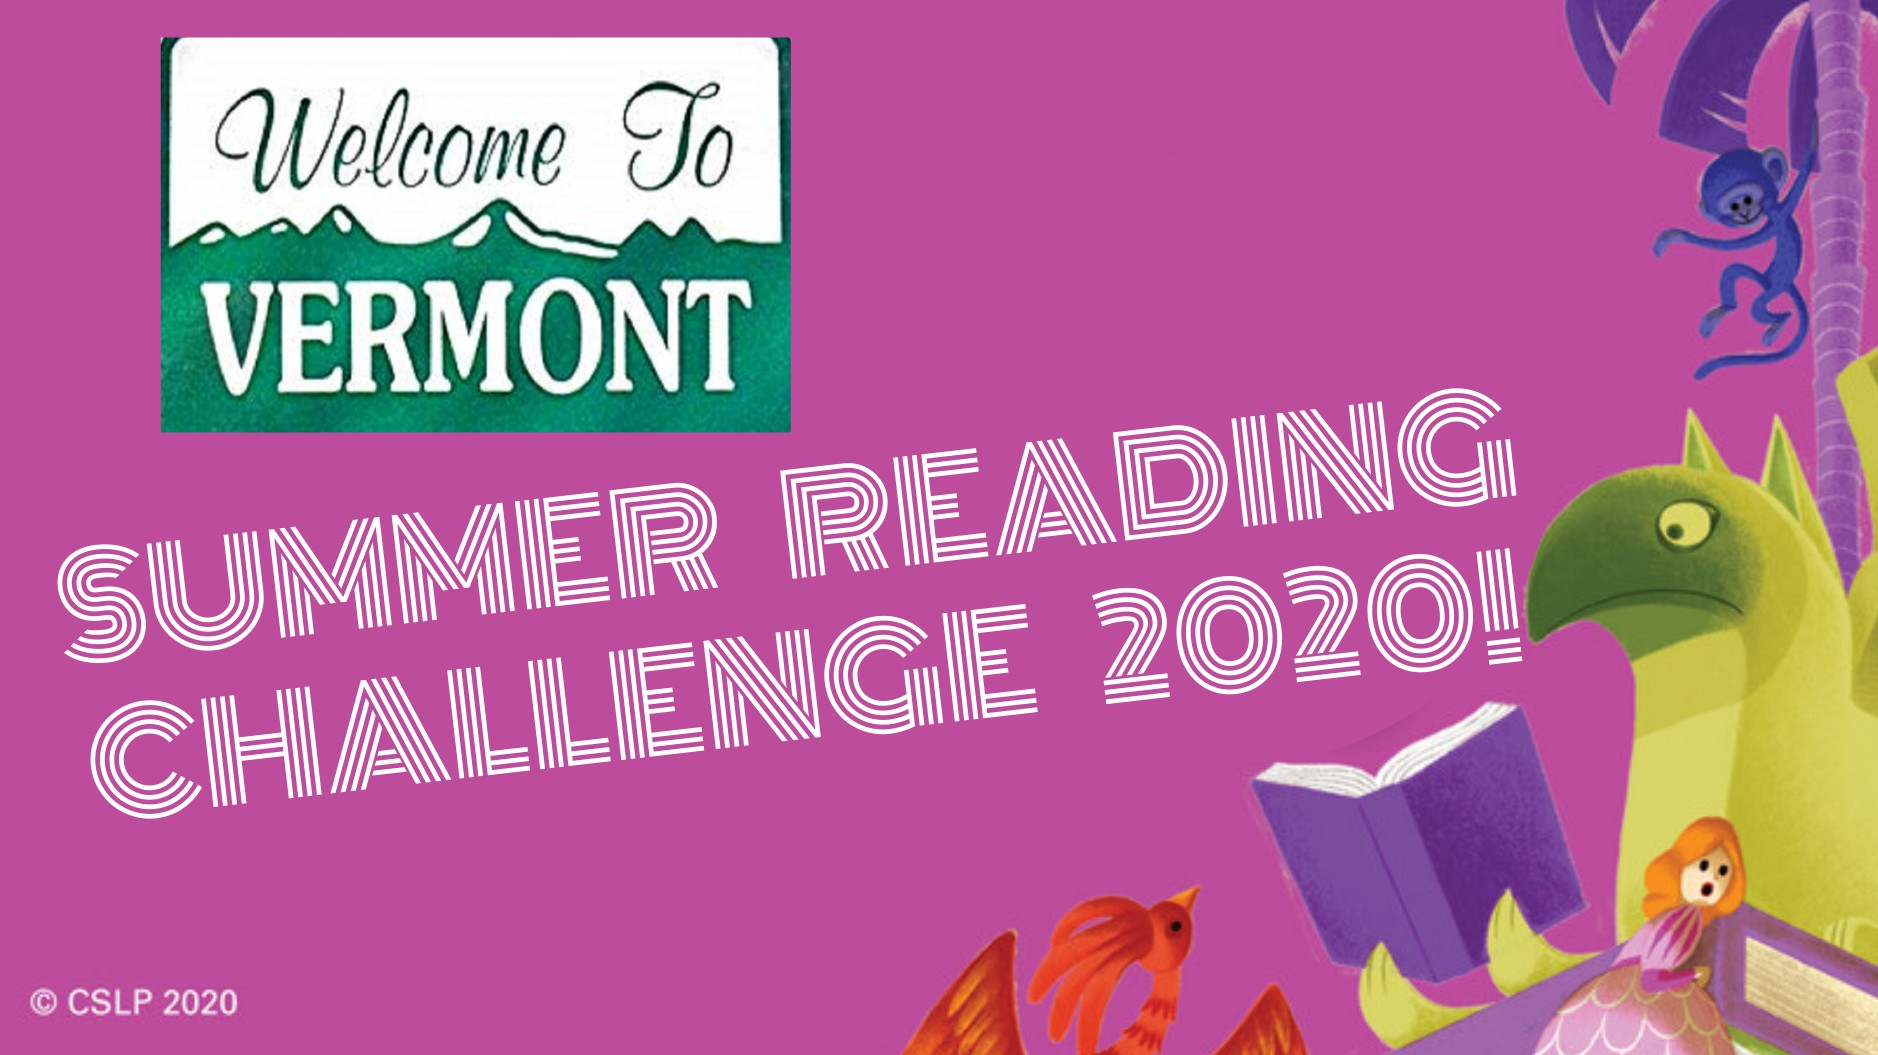 Welcome To
VERMONT
SUMMER READING
CHALLENGE 2020!
© CSLP 2020